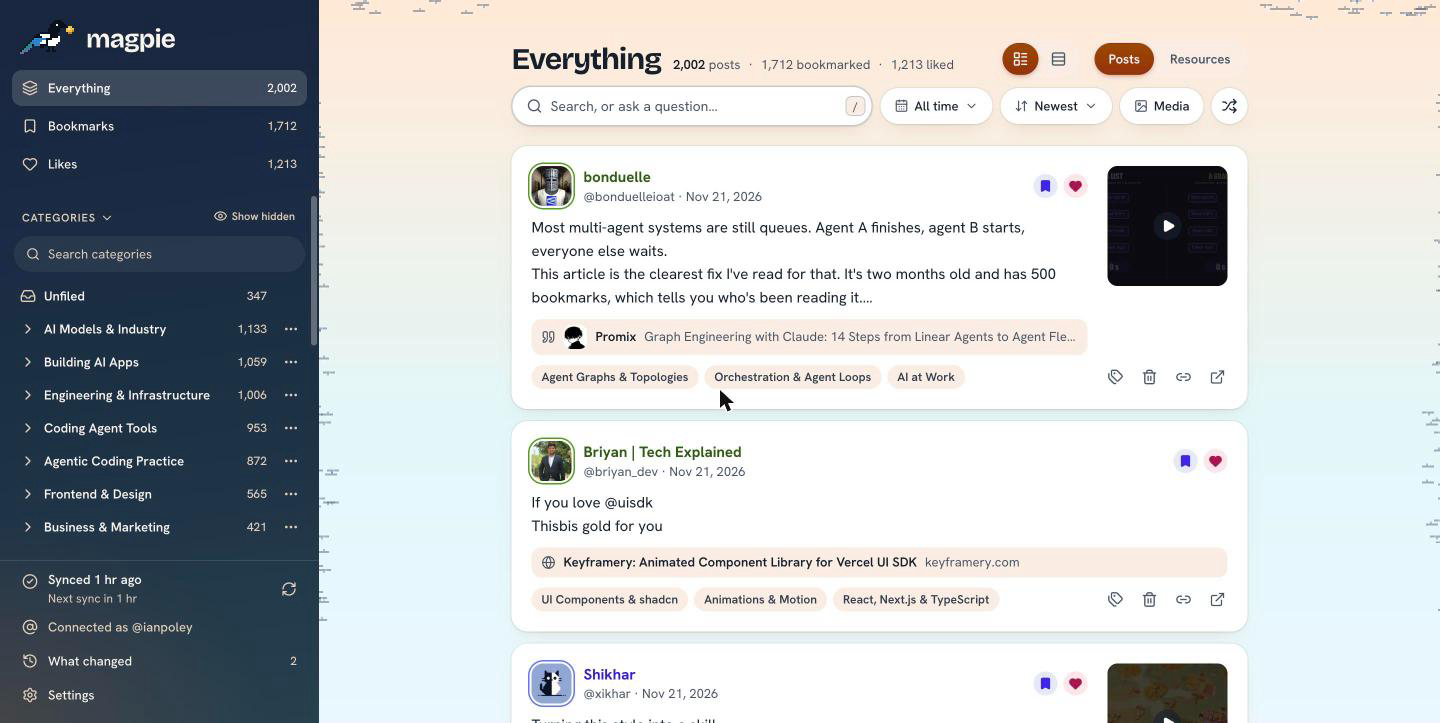 magpie
Everything 2,002
Bookmarks 1,712
Likes 1,213
CATEGORIES Show hidden
Search categories
Unfiled 347
AI Models & Industry 1,133
Building AI Apps 1,059
Engineering & Infrastructure 1,006
Coding Agent Tools 953
Agentic Coding Practice 872
Frontend & Design 565
Business & Marketing 421
Synced 1 hr ago
Next sync in 1 hr
Connected as @ianpoley
What changed 2
Settings
Everything 2,002 posts · 1,712 bookmarked · 1,213 liked
Posts Resources
Search, or ask a question... /
All time Newest Media
bonduelle
@bonduelleioat · Nov 21, 2026
Most multi-agent systems are still queues. Agent A finishes, agent B starts,
everyone else waits.
This article is the clearest fix I've read for that. It's two months old and has 500
bookmarks, which tells you who's been reading it....
Promix Graph Engineering with Claude: 14 Steps from Linear Agents to Agent Fle...
Agent Graphs & Topologies Orchestration & Agent Loops AI at Work
Briyan | Tech Explained
@briyan_dev · Nov 21, 2026
If you love @uisdk
Thisbis gold for you
Keyframery: Animated Component Library for Vercel UI SDK keyframery.com
UI Components & shadcn Animations & Motion React, Next.js & TypeScript
Shikhar
@xikhar · Nov 21, 2026
Turning this style into a skill